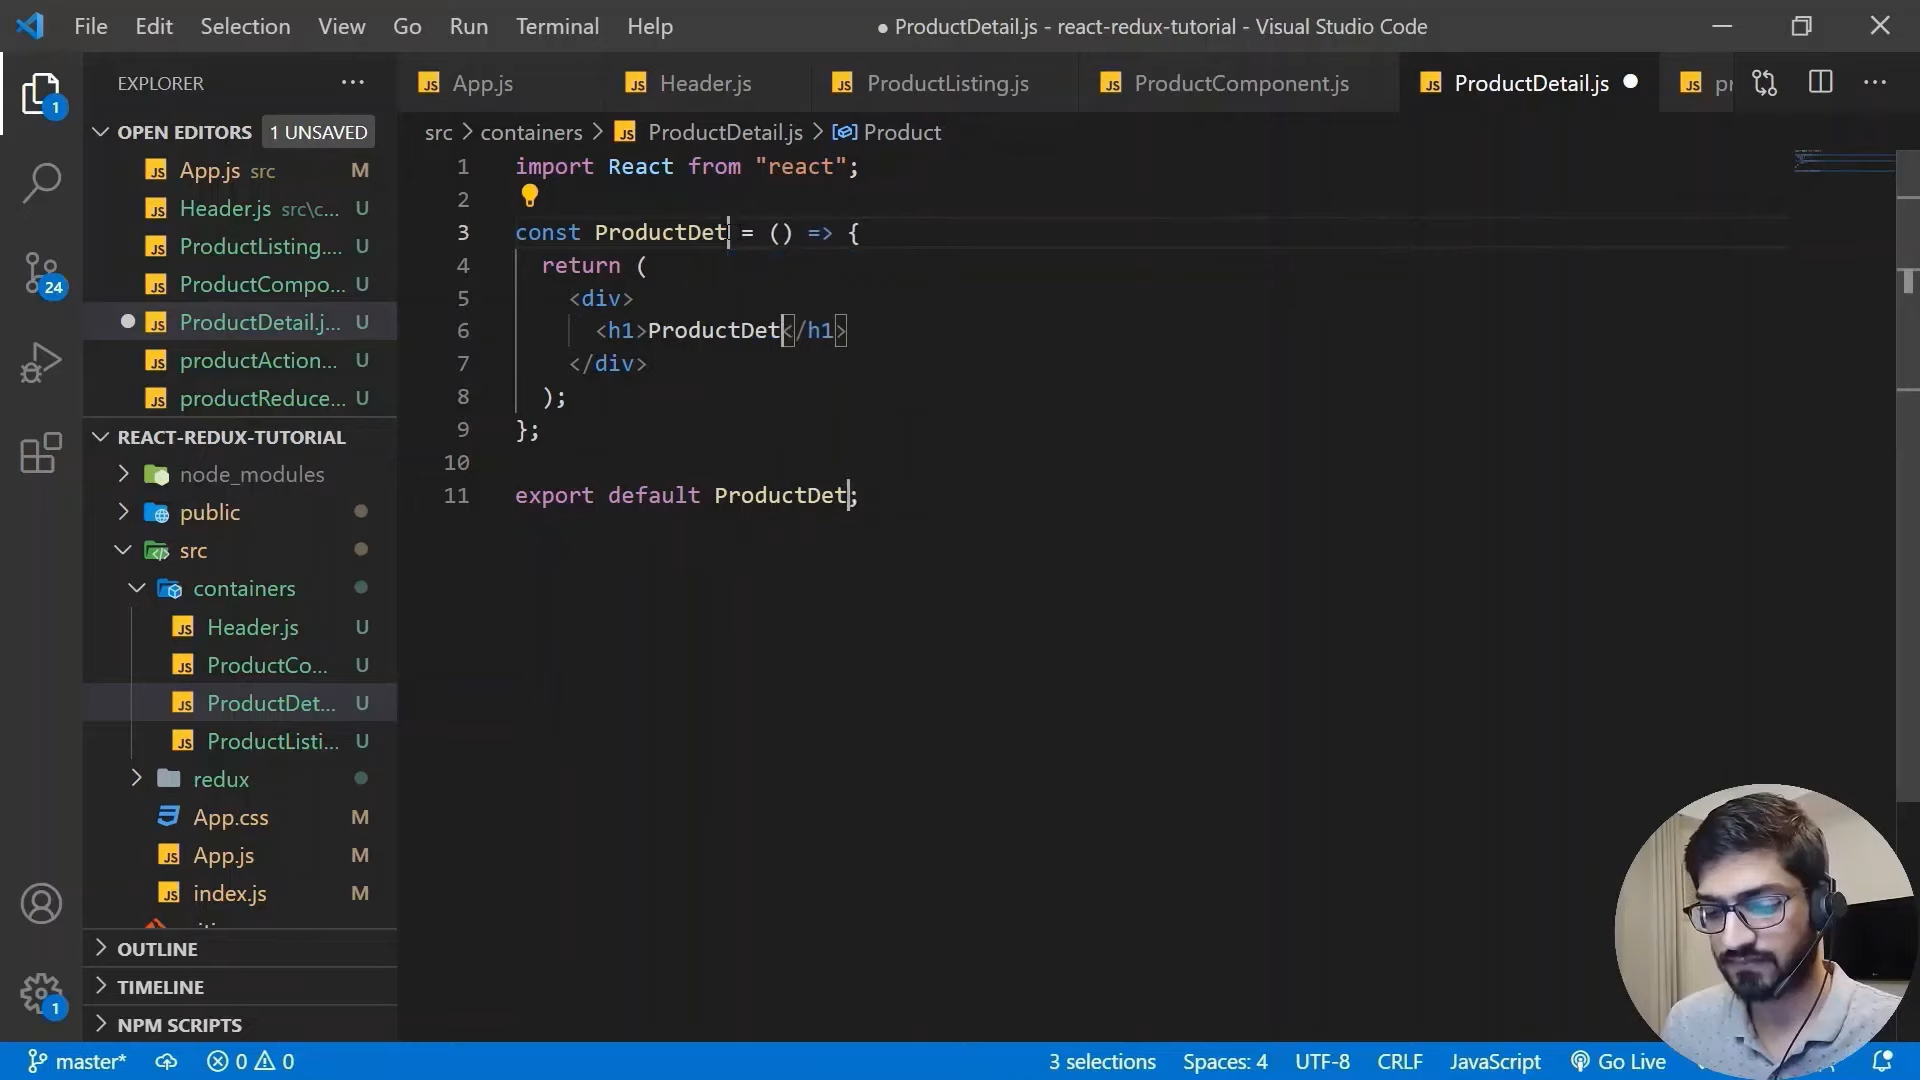 File Edit Selection View Go Run Terminal Help
● ProductDetail.js - react-redux-tutorial - Visual Studio Code
EXPLORER
App.js Header.js ProductListing.js ProductComponent.js ProductDetail.js pr
OPEN EDITORS 1 UNSAVED
src > containers > JS ProductDetail.js > Product
App.js src M
Header.js src\c... U
ProductListing.... U
ProductCompo... U
ProductDetail.j... U
productAction... U
productReduce... U
REACT-REDUX-TUTORIAL
node_modules
public
src
containers
Header.js U
ProductCo... U
ProductDet... U
ProductListi... U
redux
App.css M
App.js M
index.js M
OUTLINE
TIMELINE
NPM SCRIPTS
1 import React from "react";
2
3 const ProductDet = () => {
4 return (
5 <div>
6 <h1>ProductDet</h1>
7 </div>
8 );
9 };
10
11 export default ProductDet;
1
24
1
master* 0 0 3 selections Spaces: 4 UTF-8 CRLF JavaScript Go Live